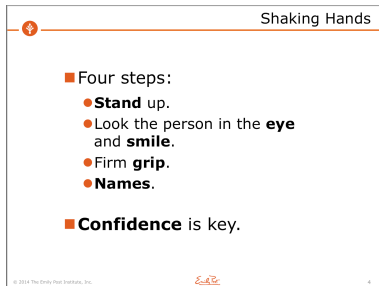 Shaking Hands
Four steps:
Stand up.
Look the person in the eye
and smile.
Firm grip.
Names.
Confidence is key.
© 2014 The Emily Post Institute, Inc.
Emily Post
4